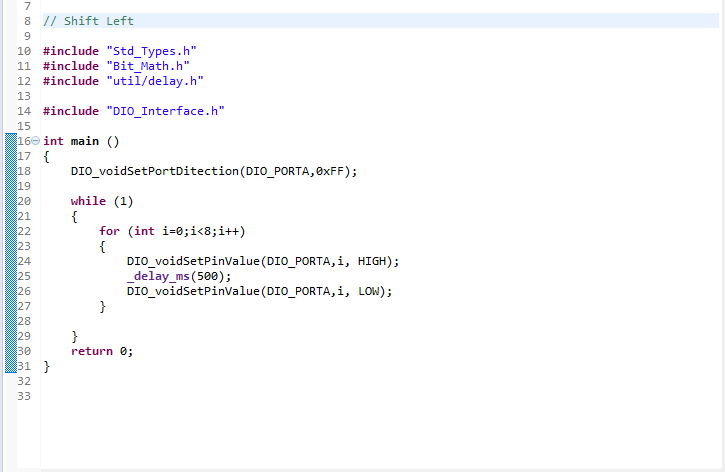 7
8 // Shift Left
9
10 #include "Std_Types.h"
11 #include "Bit_Math.h"
12 #include "util/delay.h"
13
14 #include "DIO_Interface.h"
15
16 int main ()
17 {
18 DIO_voidSetPortDitection(DIO_PORTA,0xFF);
19
20 while (1)
21 {
22 for (int i=0;i<8;i++)
23 {
24 DIO_voidSetPinValue(DIO_PORTA,i, HIGH);
25 _delay_ms(500);
26 DIO_voidSetPinValue(DIO_PORTA,i, LOW);
27 }
28
29 }
30 return 0;
31 }
32
33